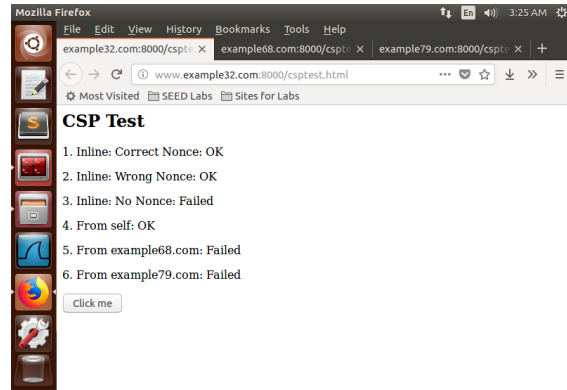 Mozilla Firefox
En
3:25 AM
File Edit View History Bookmarks Tools Help
example32.com:8000/cspte
example68.com:8000/cspte
example79.com:8000/cspte
www.example32.com:8000/csptest.html
Most Visited SEED Labs Sites for Labs
CSP Test
1. Inline: Correct Nonce: OK
2. Inline: Wrong Nonce: OK
3. Inline: No Nonce: Failed
4. From self: OK
5. From example68.com: Failed
6. From example79.com: Failed
Click me